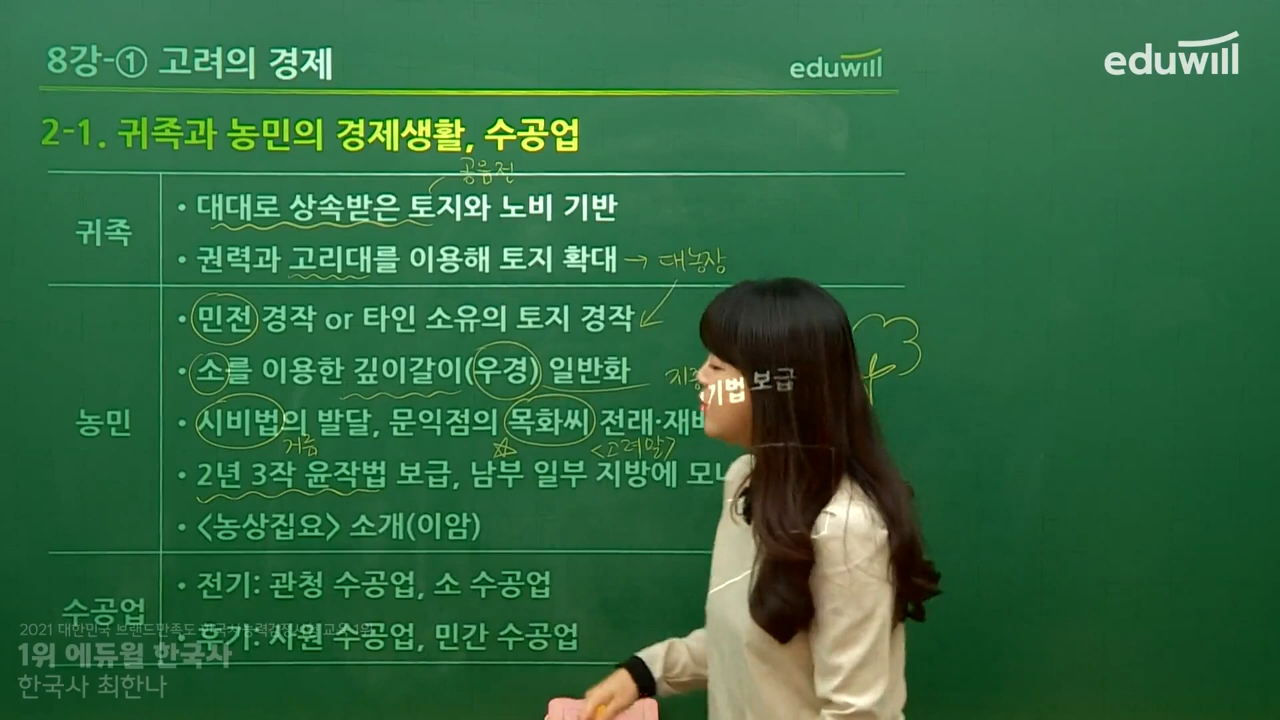 8강-① 고려의 경제
eduwill
eduwill
2-1. 귀족과 농민의 경제생활, 수공업
공음전
귀족
• 대대로 상속받은 토지와 노비 기반
• 권력과 고리대를 이용해 토지 확대 → 대농장
농민
• 민전 경작 or 타인 소유의 토지 경작
• 소를 이용한 깊이갈이(우경) 일반화
기법 보급
• 시비법의 발달, 문익점의 목화씨 전래·재배
거름
<고려말>
• 2년 3작 윤작법 보급, 남부 일부 지방에 모내
• <농상집요> 소개(이암)
수공업
• 전기: 관청 수공업, 소 수공업
• 후기: 사원 수공업, 민간 수공업
1위 에듀윌 한국사
한국사 최한나